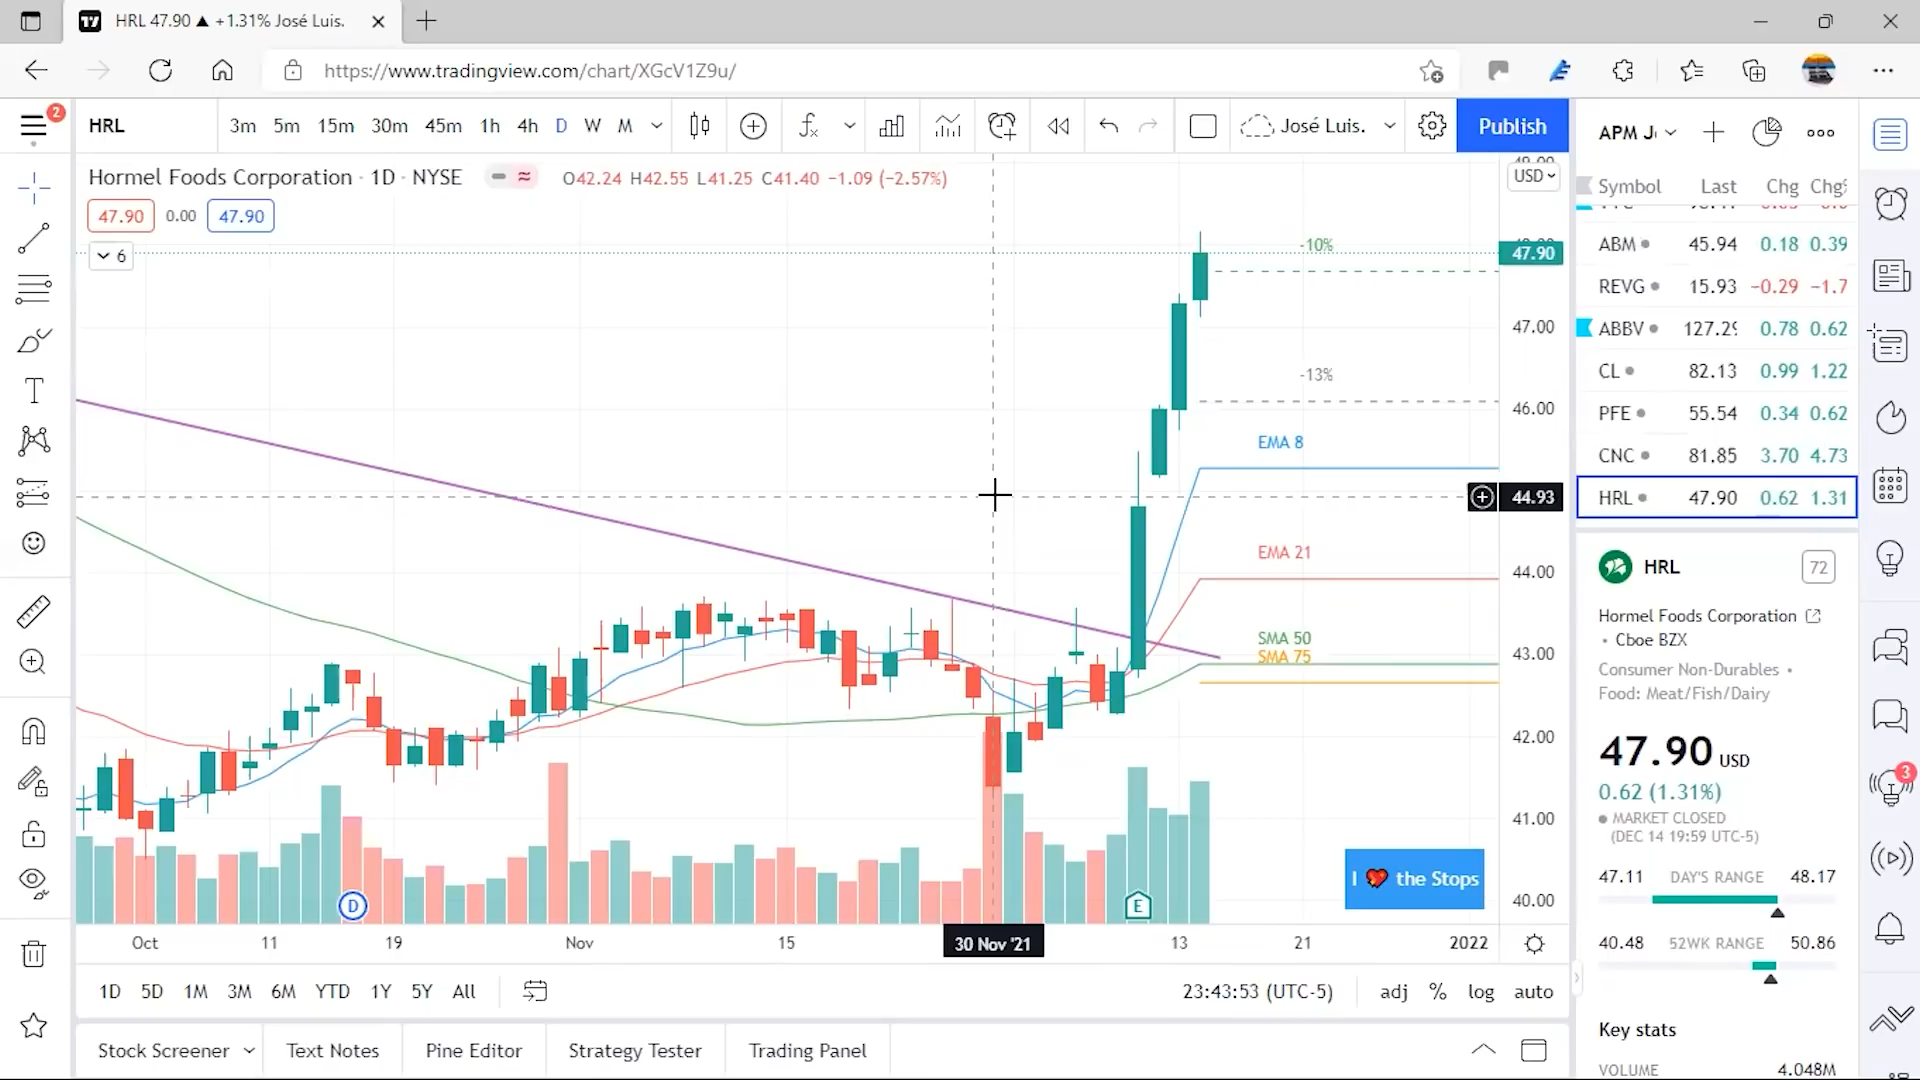 HRL 47.90 ▲ +1.31% José Luis.
https://www.tradingview.com/chart/XGcV1Z9u/
2
HRL 3m 5m 15m 30m 45m 1h 4h D W M José Luis. Publish
Hormel Foods Corporation · 1D · NYSE O42.24 H42.55 L41.25 C41.40 −1.09 (−2.57%)
47.90 0.00 47.90
6
USD
-10%
47.90
47.00
-13%
46.00
EMA 8
44.93
EMA 21
44.00
SMA 50
SMA 75
43.00
42.00
41.00
40.00
I ❤ the Stops
D E
Oct 11 19 Nov 15 30 Nov '21 13 21 2022
1D 5D 1M 3M 6M YTD 1Y 5Y All 23:43:53 (UTC-5) adj % log auto
Stock Screener Text Notes Pine Editor Strategy Tester Trading Panel
Symbol Last Chg Chg
ABM 45.94 0.18 0.39
REVG 15.93 −0.29 −1.7
ABBV 127.29 0.78 0.62
CL 82.13 0.99 1.22
PFE 55.54 0.34 0.62
CNC 81.85 3.70 4.73
HRL 47.90 0.62 1.31
HRL 72
Hormel Foods Corporation
• Cboe BZX
Consumer Non-Durables •
Food: Meat/Fish/Dairy
47.90 USD
0.62 (1.31%)
MARKET CLOSED
(DEC 14 19:59 UTC-5)
47.11 DAY'S RANGE 48.17
40.48 52WK RANGE 50.86
Key stats
VOLUME 4.048M
3